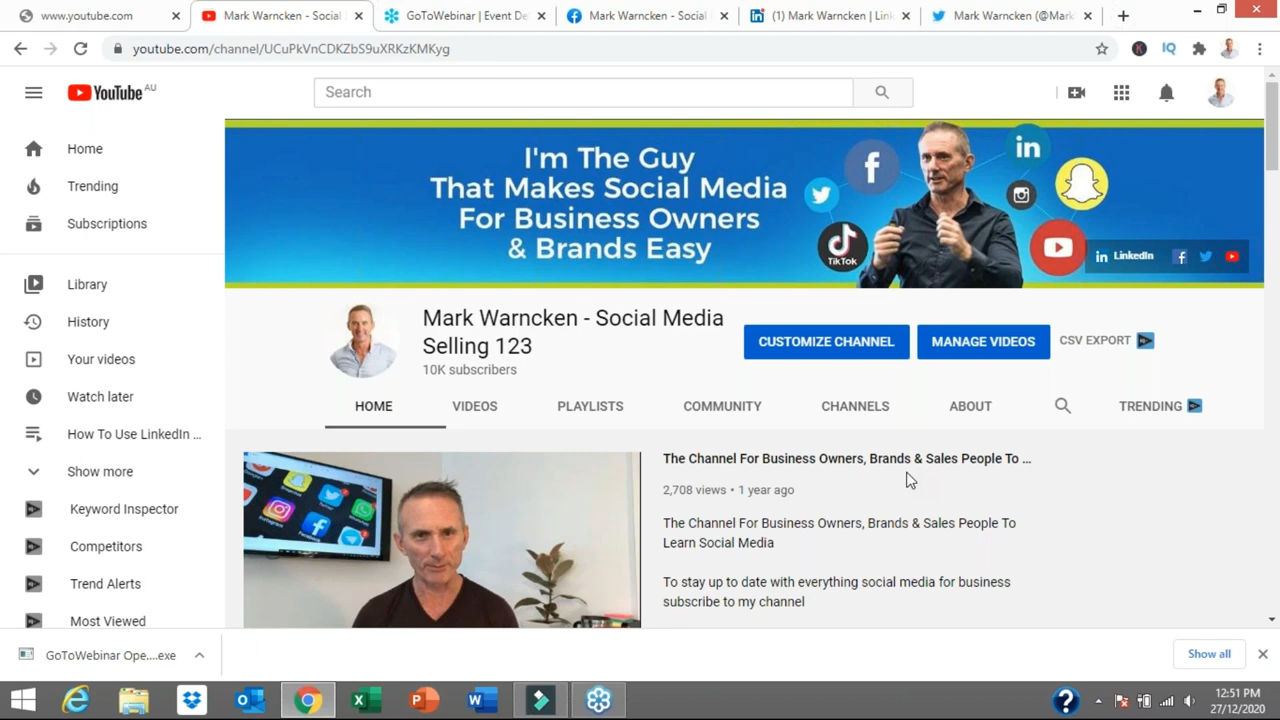 www.youtube.com
Mark Warncken - Social
GoToWebinar | Event De
Mark Warncken - Social
(1) Mark Warncken | Link
Mark Warncken (@Mark
youtube.com/channel/UCuPkVnCDKZbS9uXRKzKMKyg
YouTube AU
Search
Home
Trending
Subscriptions
Library
History
Your videos
Watch later
How To Use LinkedIn ...
Show more
Keyword Inspector
Competitors
Trend Alerts
Most Viewed
I'm The Guy
That Makes Social Media
For Business Owners
& Brands Easy
TikTok
LinkedIn
Mark Warncken - Social Media
Selling 123
10K subscribers
CUSTOMIZE CHANNEL
MANAGE VIDEOS
CSV EXPORT
HOME
VIDEOS
PLAYLISTS
COMMUNITY
CHANNELS
ABOUT
TRENDING
The Channel For Business Owners, Brands & Sales People To ...
2,708 views • 1 year ago
The Channel For Business Owners, Brands & Sales People To
Learn Social Media
To stay up to date with everything social media for business
subscribe to my channel
GoToWebinar Ope....exe
Show all
12:51 PM
27/12/2020